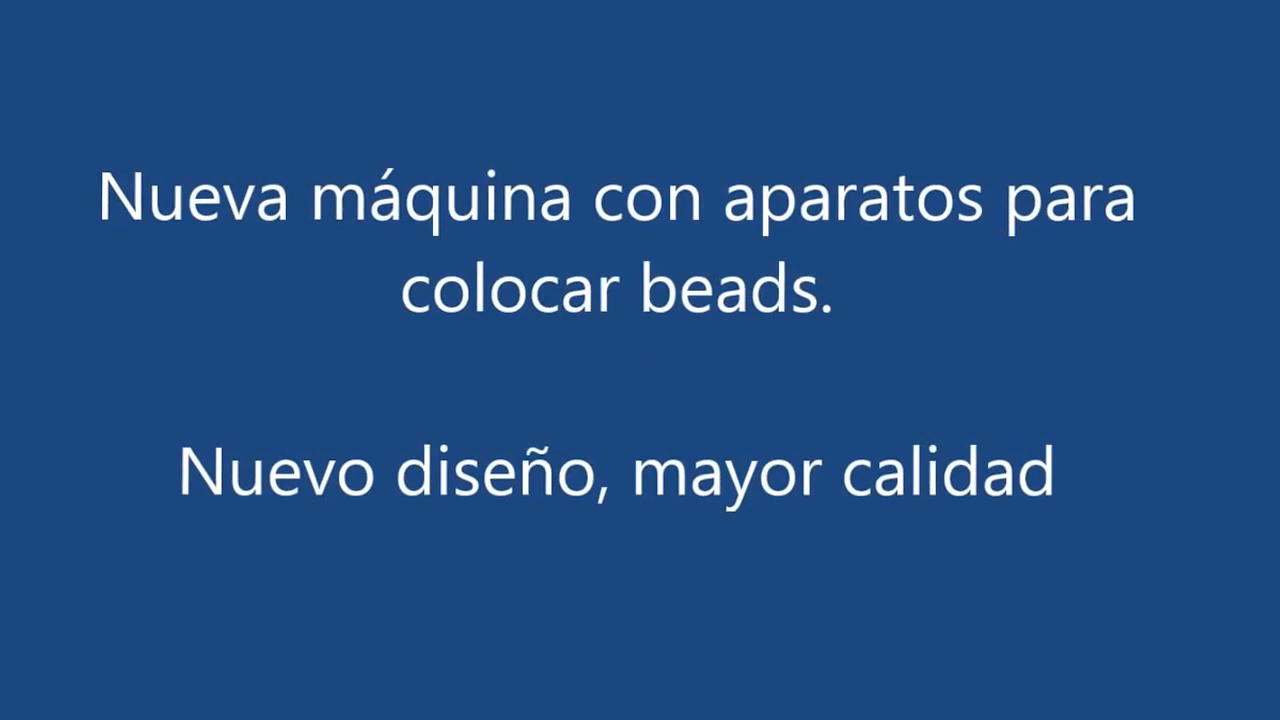 Nueva máquina con aparatos para
colocar beads.
Nuevo diseño, mayor calidad